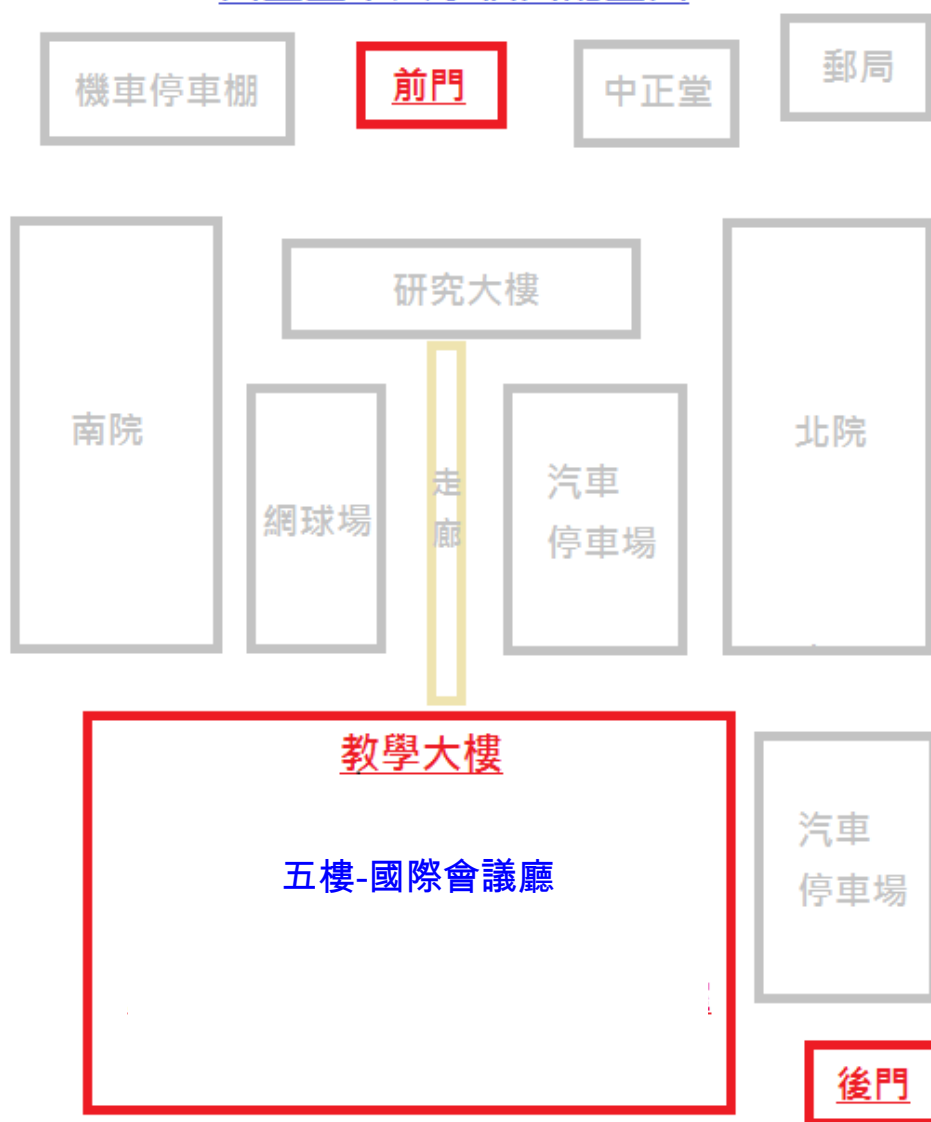 機車停車棚
前門
中正堂
郵局
研究大樓
南院
網球場
走
廊
汽車
停車場
北院
教學大樓
五樓-國際會議廳
汽車
停車場
後門